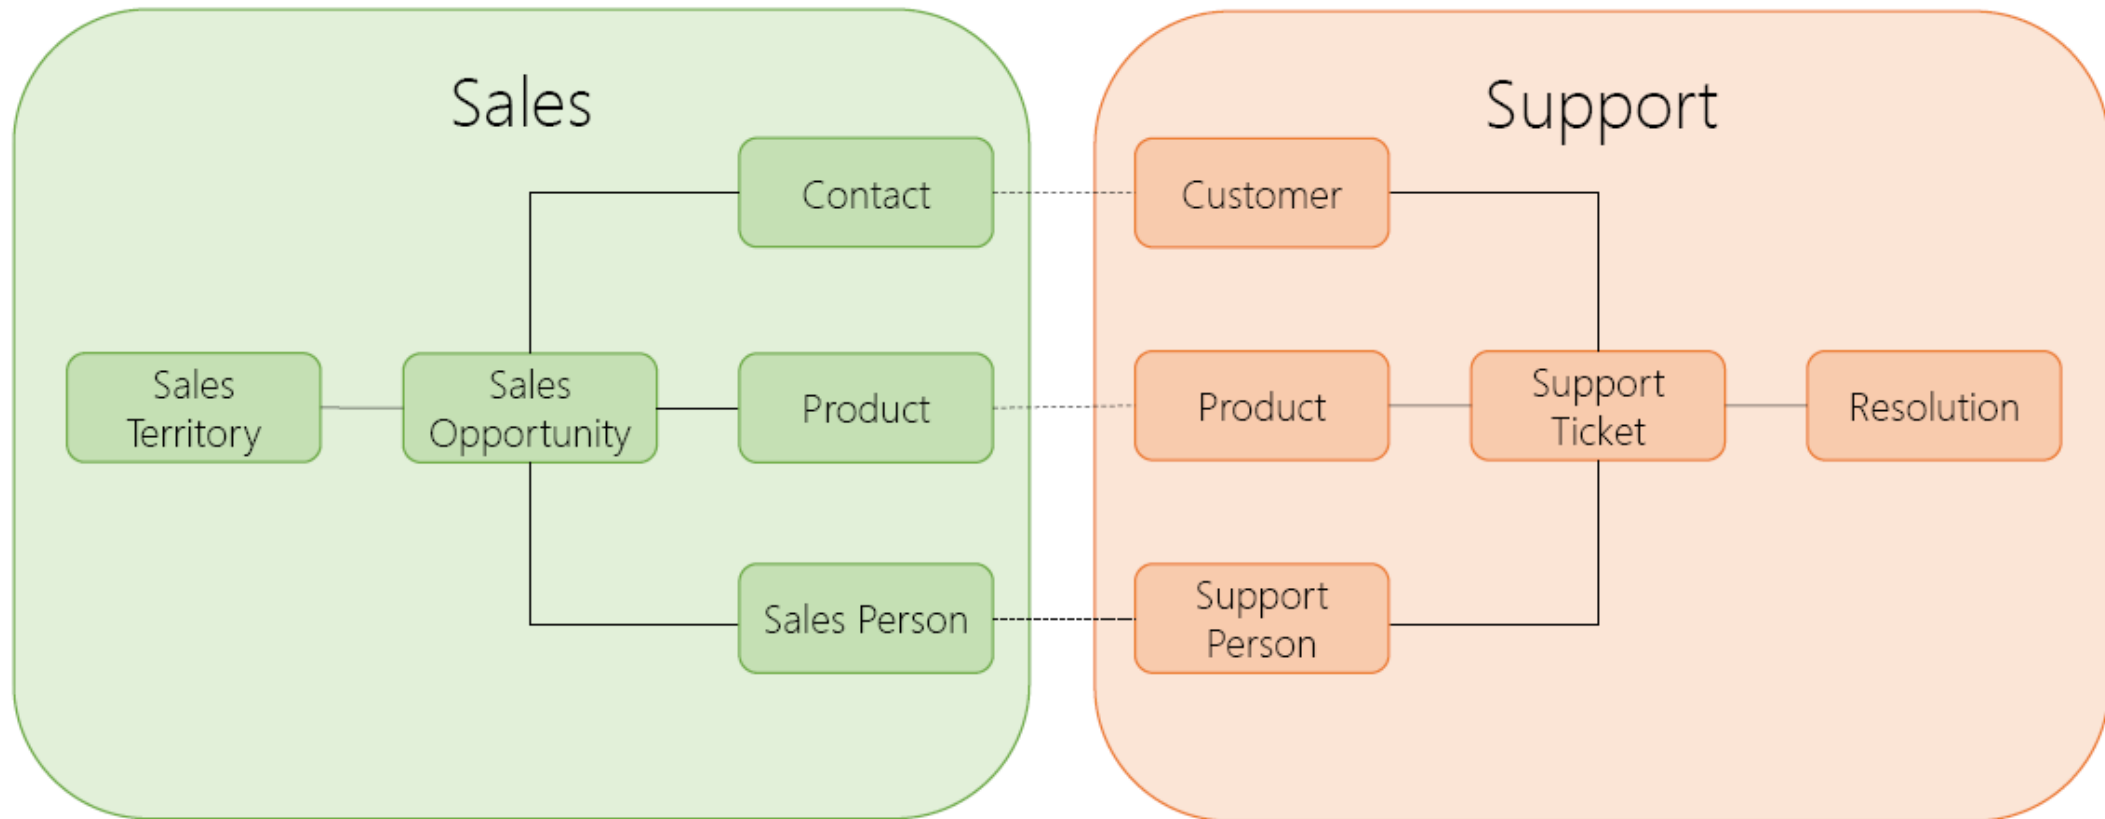 Sales
Contact
Sales
Territory
Sales
Opportunity
Product
Sales Person
Support
Customer
Product
Support
Ticket
Resolution
Support
Person